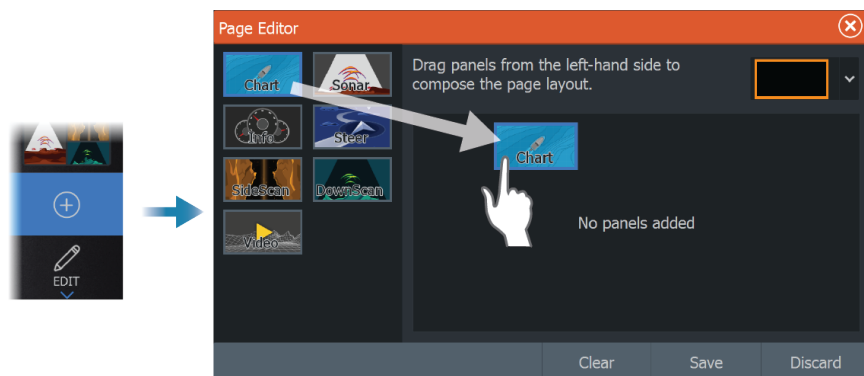 Page Editor
Chart
Sonar
Drag panels from the left-hand side to
compose the page layout.
Info
Steer
Chart
SideScan
DownScan
No panels added
Video
EDIT
Clear
Save
Discard